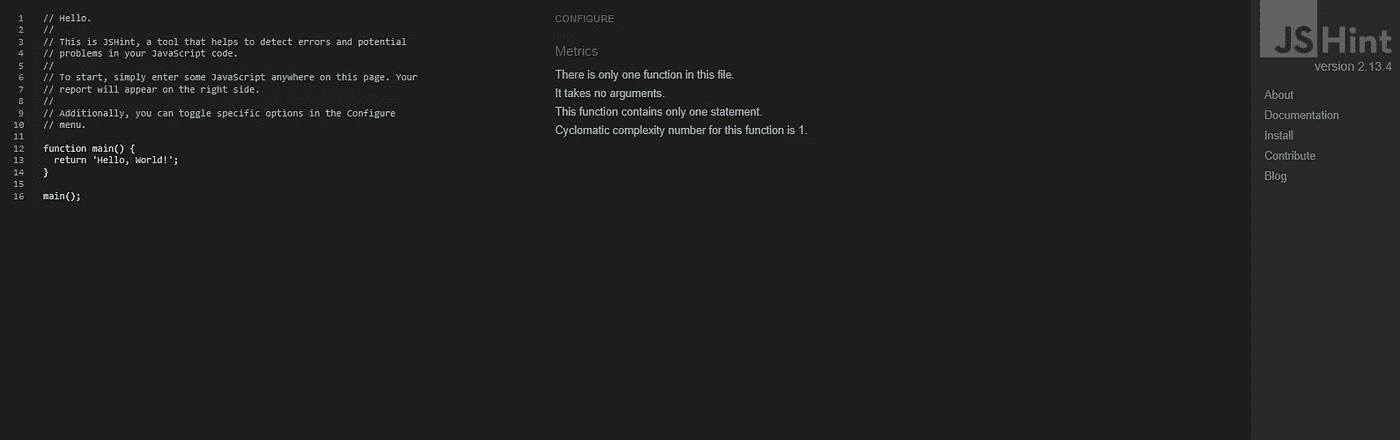 1 // Hello.
2 //
3 // This is JSHint, a tool that helps to detect errors and potential
4 // problems in your JavaScript code.
5 //
6 // To start, simply enter some JavaScript anywhere on this page. Your
7 // report will appear on the right side.
8 //
9 // Additionally, you can toggle specific options in the Configure
10 // menu.
11
12 function main() {
13   return 'Hello, World!';
14 }
15
16 main();
CONFIGURE
Metrics
There is only one function in this file.
It takes no arguments.
This function contains only one statement.
Cyclomatic complexity number for this function is 1.
JSHint
version 2.13.4
About
Documentation
Install
Contribute
Blog